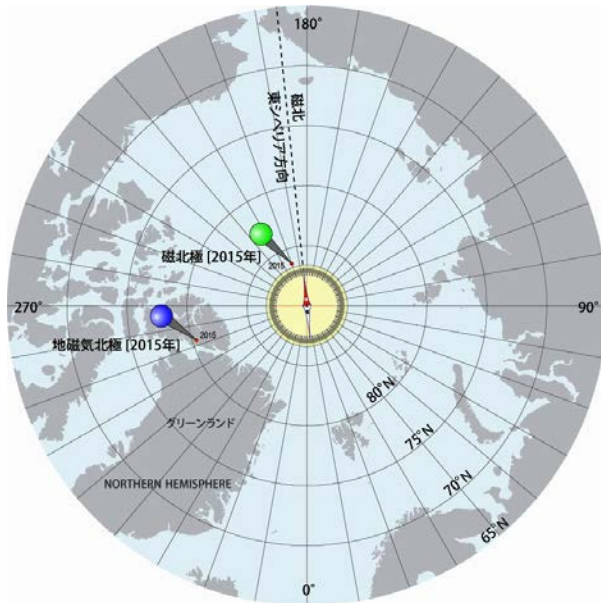 180°
磁北
東シベリア方向
磁北極 [2015年]
2015
270°
90°
2015
地磁気北極 [2015年]
80°N
75°N
70°N
65°N
グリーンランド
NORTHERN HEMISPHERE
0°